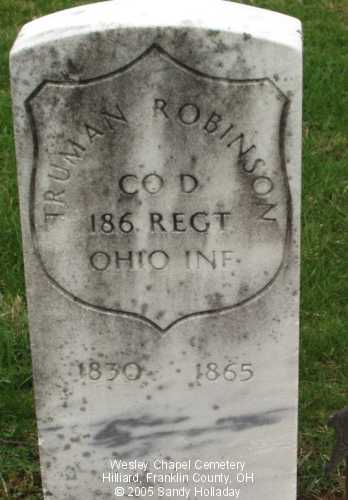 TRUMAN ROBINSON
CO D
186 REGT
OHIO INF
1830 1865
Wesley Chapel Cemetery
Hilliard, Franklin County, OH
© 2005 Sandy Holladay